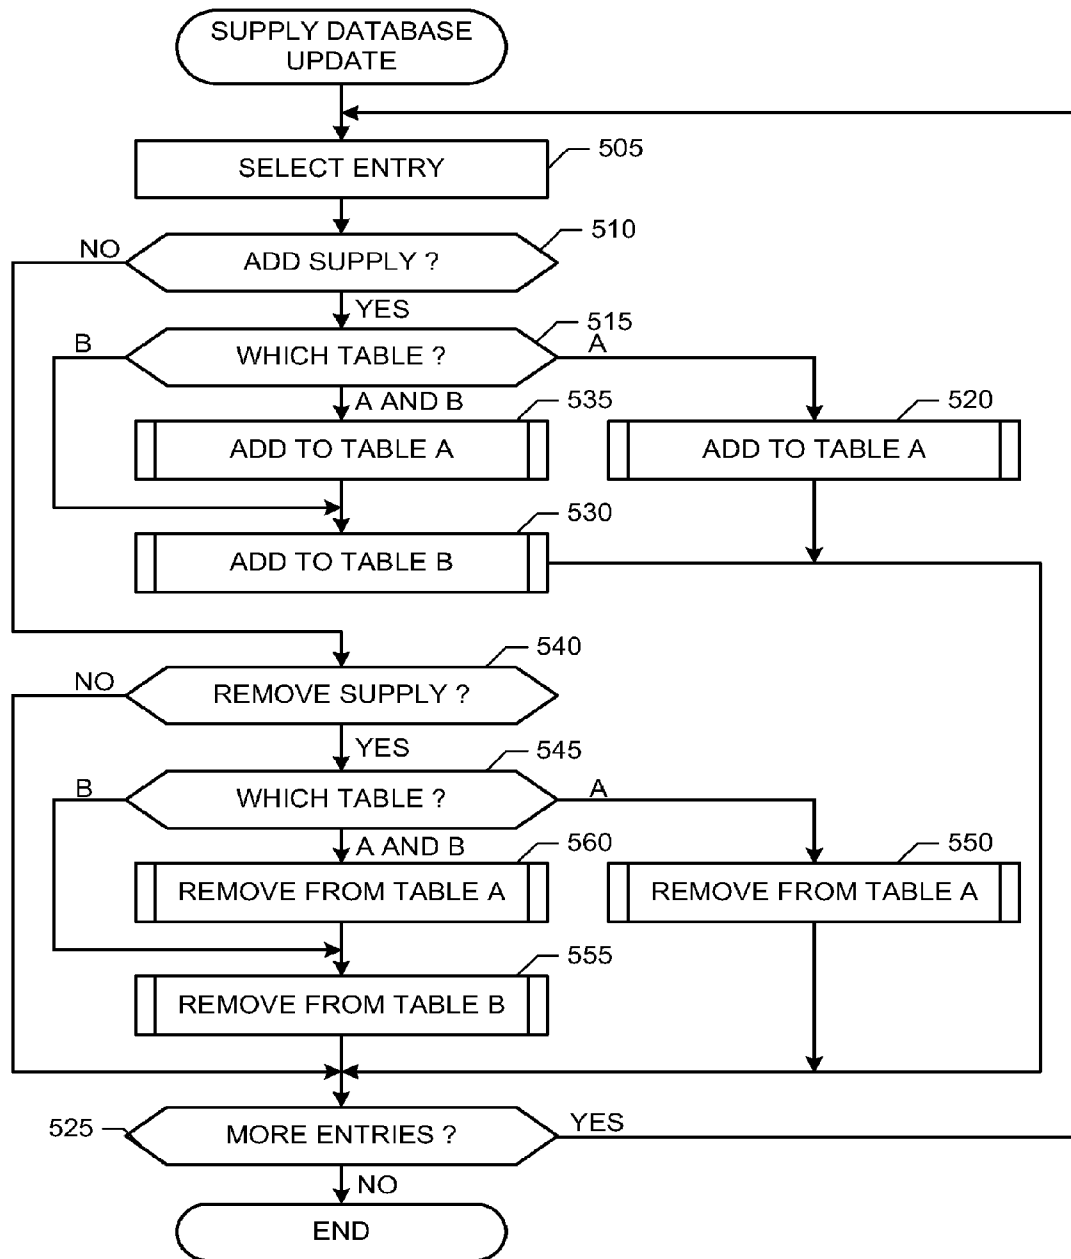 SUPPLY DATABASE
UPDATE
SELECT ENTRY
505
ADD SUPPLY ?
510
NO
YES
WHICH TABLE ?
515
B
A
A AND B
535
520
ADD TO TABLE A
ADD TO TABLE A
530
ADD TO TABLE B
540
NO
REMOVE SUPPLY ?
YES
545
B
WHICH TABLE ?
A
A AND B
560
550
REMOVE FROM TABLE A
REMOVE FROM TABLE A
555
REMOVE FROM TABLE B
525
MORE ENTRIES ?
YES
NO
END